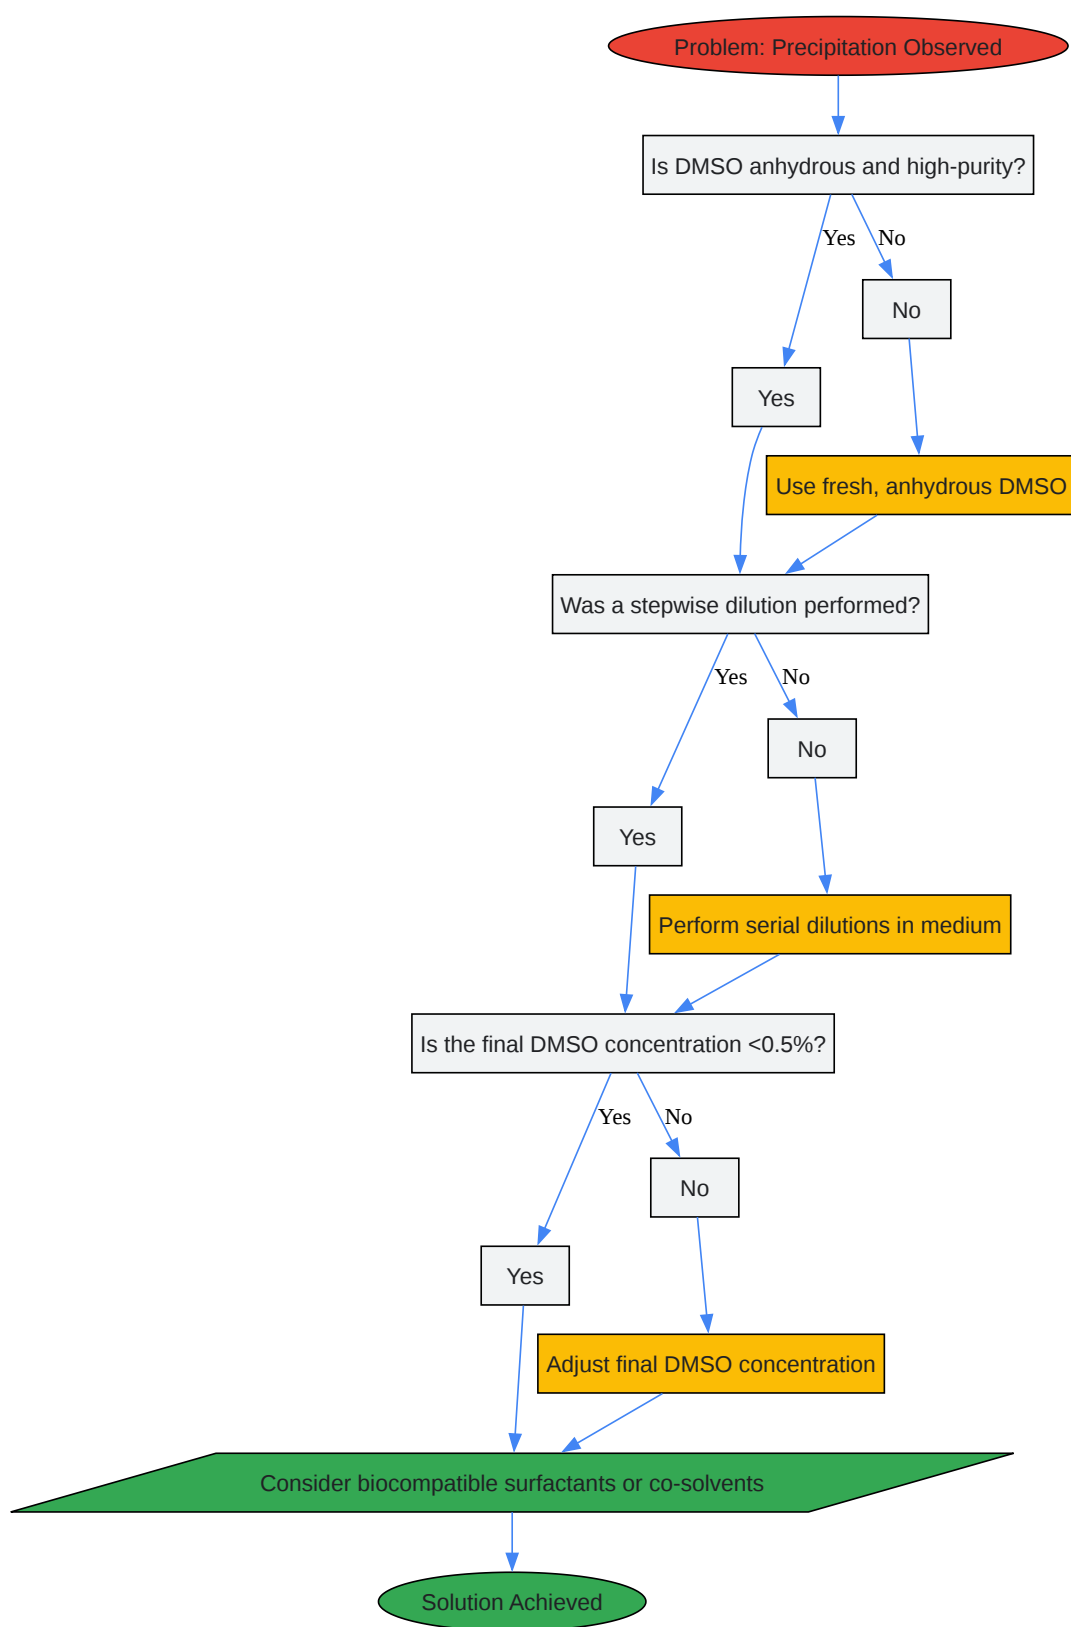 Problem: Precipitation Observed
Is DMSO anhydrous and high-purity?
Yes
No
No
Yes
Use fresh, anhydrous DMSO
Was a stepwise dilution performed?
Yes
No
No
Yes
Perform serial dilutions in medium
Is the final DMSO concentration <0.5%?
Yes
No
No
Yes
Adjust final DMSO concentration
Consider biocompatible surfactants or co-solvents
Solution Achieved